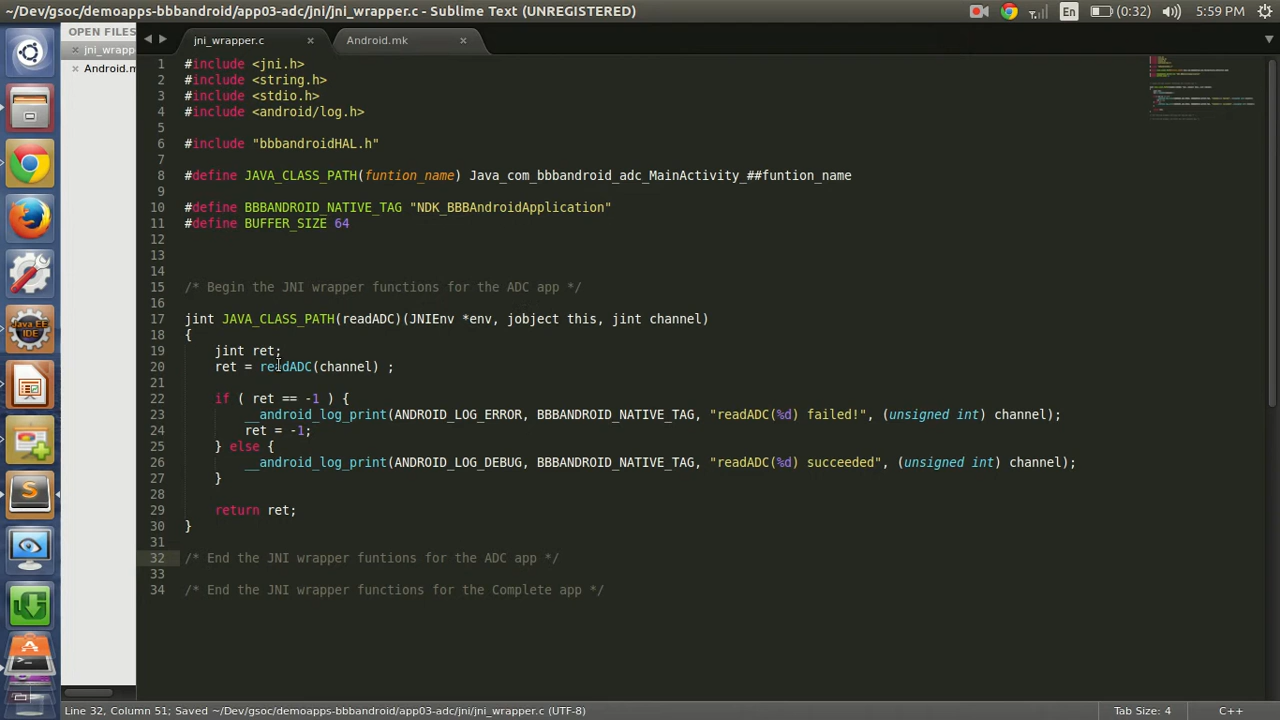 ~/Dev/gsoc/demoapps-bbbandroid/app03-adc/jni/jni_wrapper.c - Sublime Text (UNREGISTERED)
En
(0:32)
5:59 PM
OPEN FILES
jni_wrapp
Android.m
jni_wrapper.c
Android.mk
1 #include <jni.h>
2 #include <string.h>
3 #include <stdio.h>
4 #include <android/log.h>
5
6 #include "bbbandroidHAL.h"
7
8 #define JAVA_CLASS_PATH(funtion_name) Java_com_bbbandroid_adc_MainActivity_##funtion_name
9
10 #define BBBANDROID_NATIVE_TAG "NDK_BBBAndroidApplication"
11 #define BUFFER_SIZE 64
12
13
14
15 /* Begin the JNI wrapper functions for the ADC app */
16
17 jint JAVA_CLASS_PATH(readADC)(JNIEnv *env, jobject this, jint channel)
18 {
19 jint ret;
20 ret = readADC(channel) ;
21
22 if ( ret == -1 ) {
23 __android_log_print(ANDROID_LOG_ERROR, BBBANDROID_NATIVE_TAG, "readADC(%d) failed!", (unsigned int) channel);
24 ret = -1;
25 } else {
26 __android_log_print(ANDROID_LOG_DEBUG, BBBANDROID_NATIVE_TAG, "readADC(%d) succeeded", (unsigned int) channel);
27 }
28
29 return ret;
30 }
31
32 /* End the JNI wrapper funtions for the ADC app */
33
34 /* End the JNI wrapper functions for the Complete app */
Java EE
IDE
Line 32, Column 51; Saved ~/Dev/gsoc/demoapps-bbbandroid/app03-adc/jni/jni_wrapper.c (UTF-8)
Tab Size: 4
C++